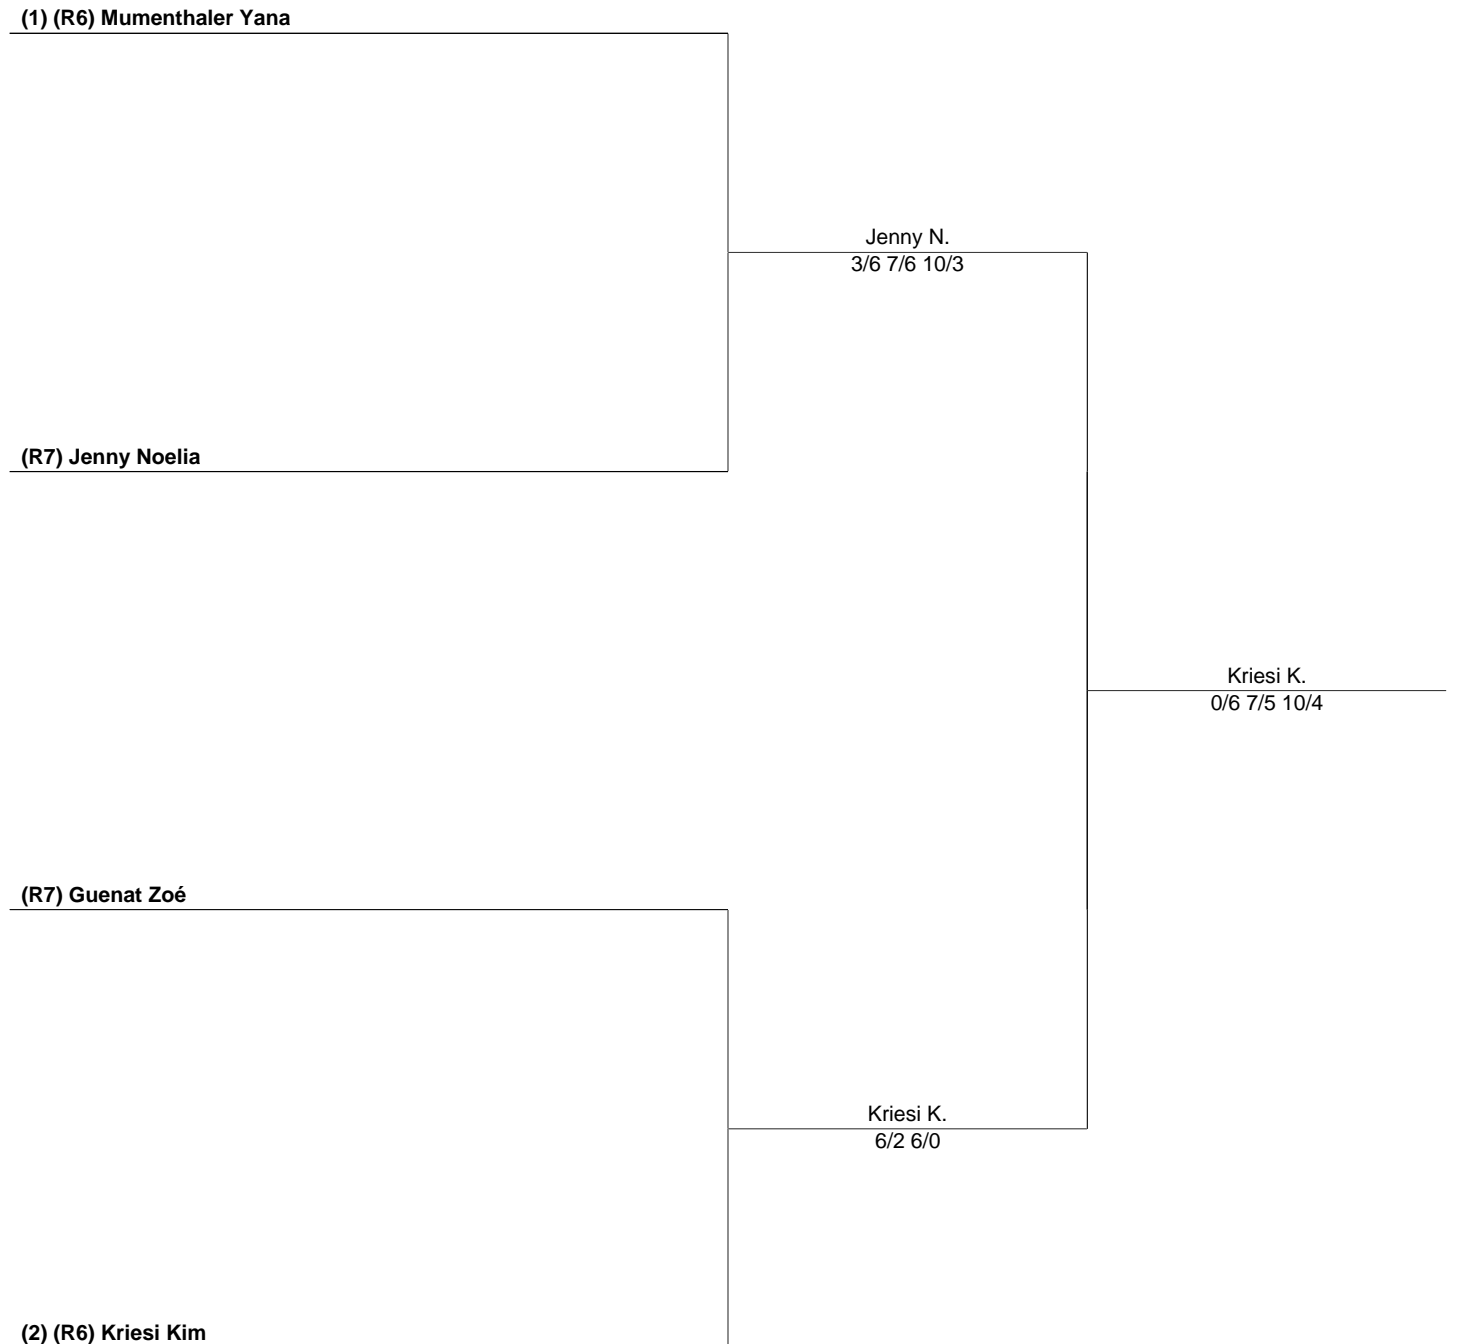 (1) (R6) Mumenthaler Yana
Jenny N.
3/6 7/6 10/3
(R7) Jenny Noelia
Kriesi K.
0/6 7/5 10/4
(R7) Guenat Zoé
Kriesi K.
6/2 6/0
(2) (R6) Kriesi Kim